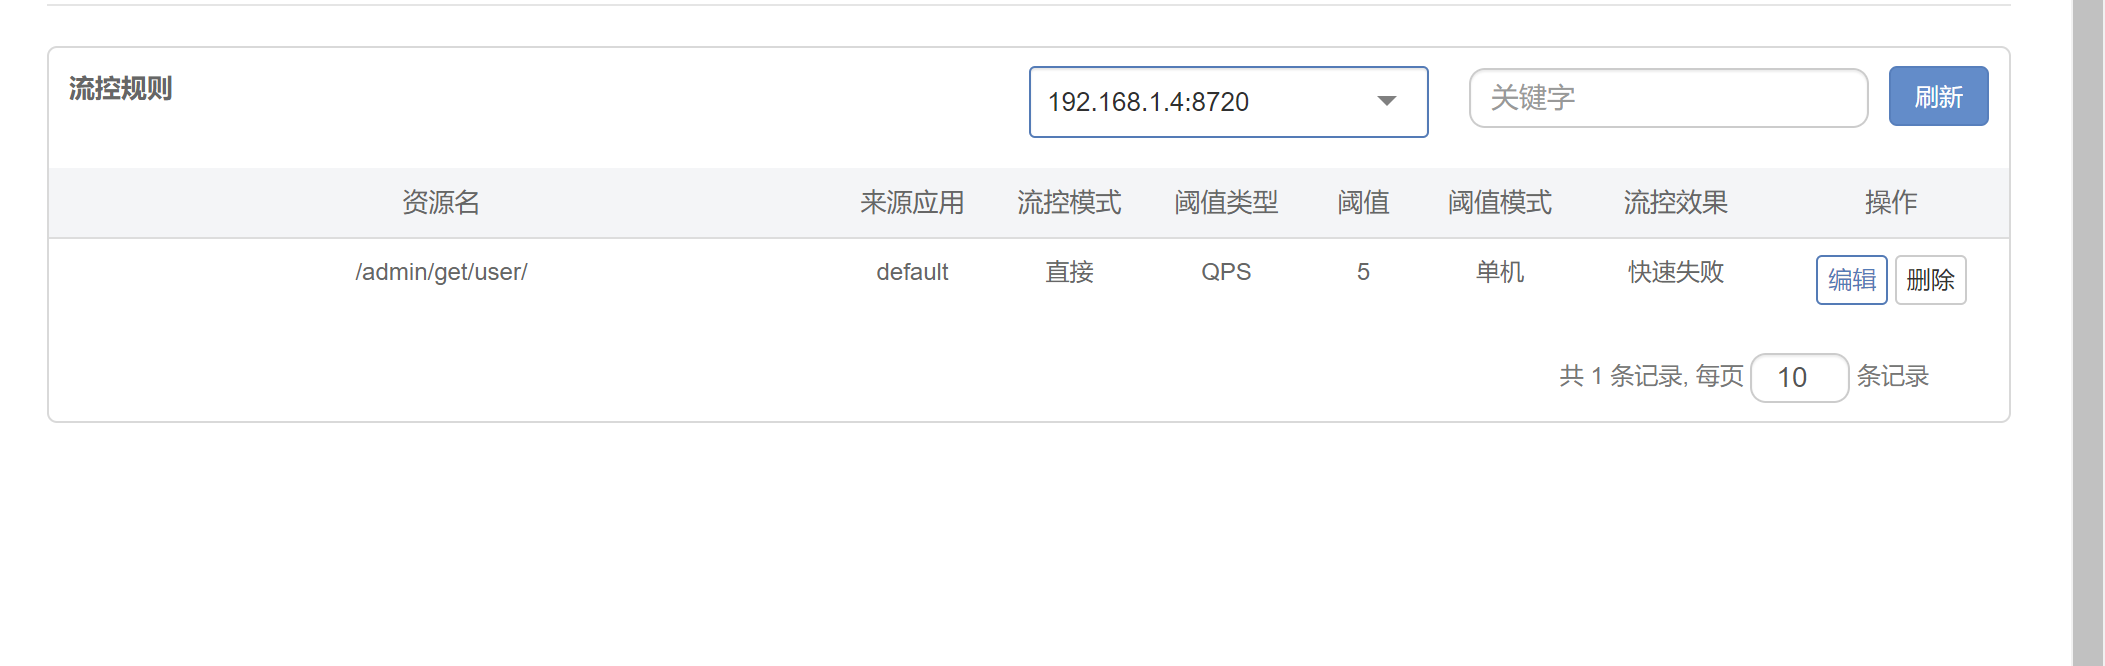 流控规则 192.168.1.4:8720 关键字 刷新
资源名 来源应用 流控模式 阈值类型 阈值 阈值模式 流控效果 操作
/admin/get/user/ default 直接 QPS 5 单机 快速失败 编辑 删除
共 1 条记录, 每页 10 条记录